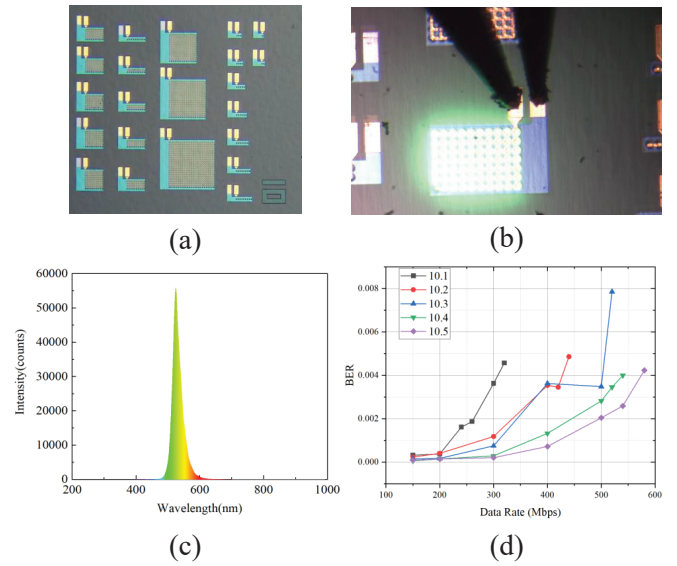 (a)
(b)
60000
50000
40000
30000
20000
10000
0
200 400 600 800 1000
Intensity(counts)
Wavelength(nm)
(c)
10.1
10.2
10.3
10.4
10.5
0.008
0.006
0.004
0.002
0.000
100 200 300 400 500 600
BER
Data Rate (Mbps)
(d)